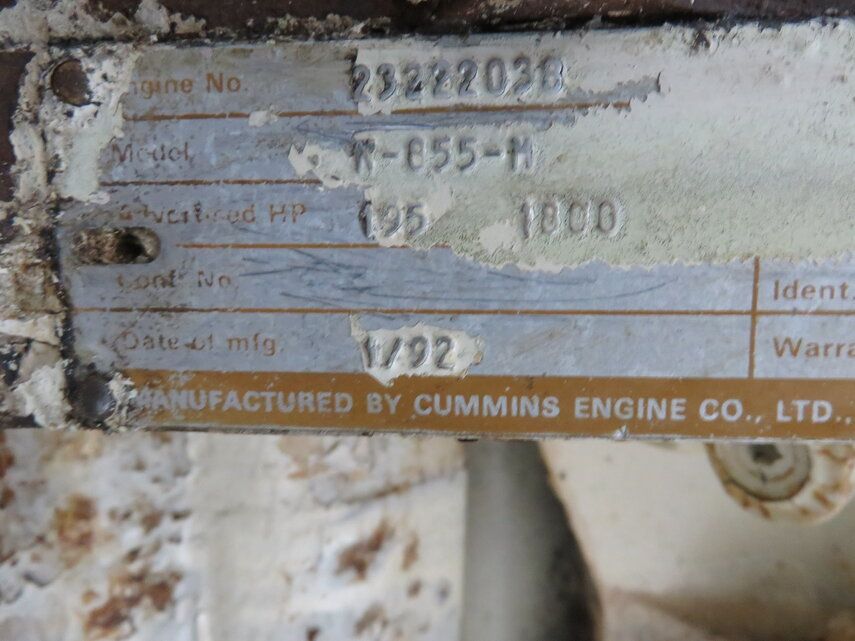 Engine No. 23222038
Model N-855-M
Advertised HP 195 1800
Conf. No.
Ident.
Date of mfg. 1/92
Warra
MANUFACTURED BY CUMMINS ENGINE CO., LTD.,